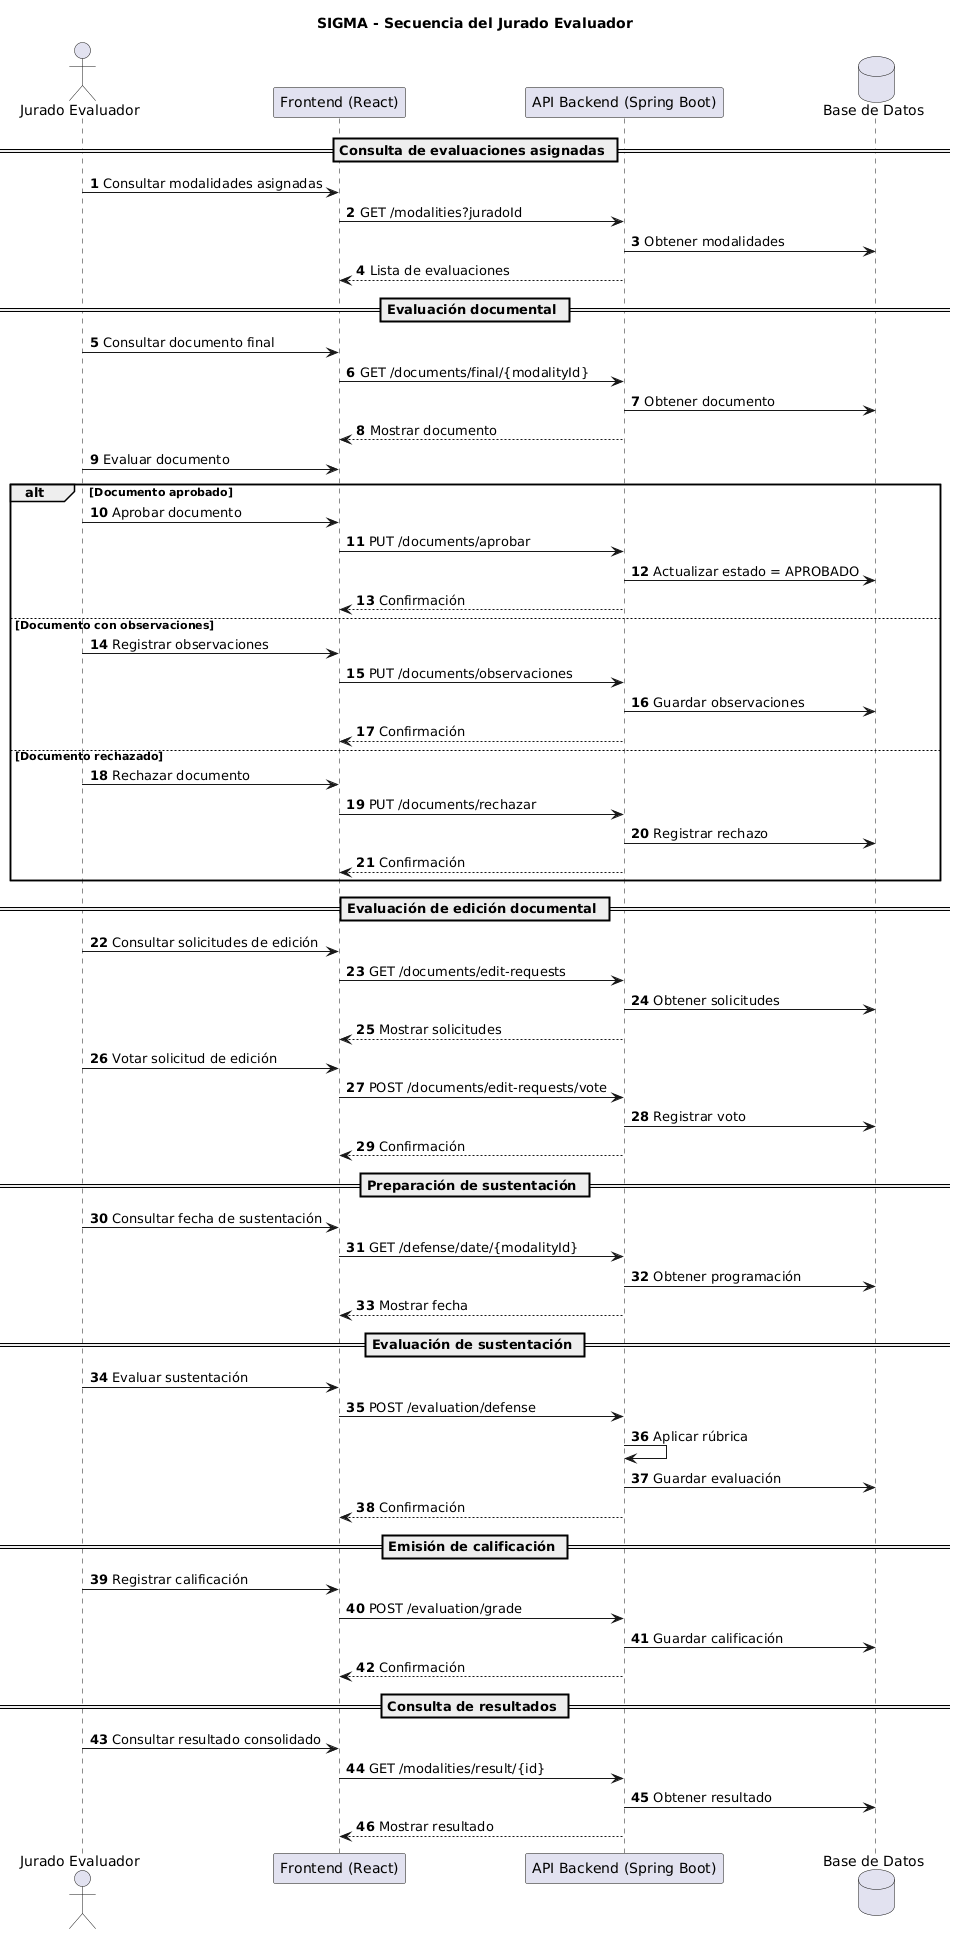 SIGMA - Secuencia del Jurado Evaluador
Jurado Evaluador
Frontend (React)
API Backend (Spring Boot)
Base de Datos
Consulta de evaluaciones asignadas
1 Consultar modalidades asignadas
2 GET /modalities?juradoId
3 Obtener modalidades
4 Lista de evaluaciones
Evaluación documental
5 Consultar documento final
6 GET /documents/final/{modalityId}
7 Obtener documento
8 Mostrar documento
9 Evaluar documento
alt [Documento aprobado]
10 Aprobar documento
11 PUT /documents/aprobar
12 Actualizar estado = APROBADO
13 Confirmación
[Documento con observaciones]
14 Registrar observaciones
15 PUT /documents/observaciones
16 Guardar observaciones
17 Confirmación
[Documento rechazado]
18 Rechazar documento
19 PUT /documents/rechazar
20 Registrar rechazo
21 Confirmación
Evaluación de edición documental
22 Consultar solicitudes de edición
23 GET /documents/edit-requests
24 Obtener solicitudes
25 Mostrar solicitudes
26 Votar solicitud de edición
27 POST /documents/edit-requests/vote
28 Registrar voto
29 Confirmación
Preparación de sustentación
30 Consultar fecha de sustentación
31 GET /defense/date/{modalityId}
32 Obtener programación
33 Mostrar fecha
Evaluación de sustentación
34 Evaluar sustentación
35 POST /evaluation/defense
36 Aplicar rúbrica
37 Guardar evaluación
38 Confirmación
Emisión de calificación
39 Registrar calificación
40 POST /evaluation/grade
41 Guardar calificación
42 Confirmación
Consulta de resultados
43 Consultar resultado consolidado
44 GET /modalities/result/{id}
45 Obtener resultado
46 Mostrar resultado
Jurado Evaluador
Frontend (React)
API Backend (Spring Boot)
Base de Datos